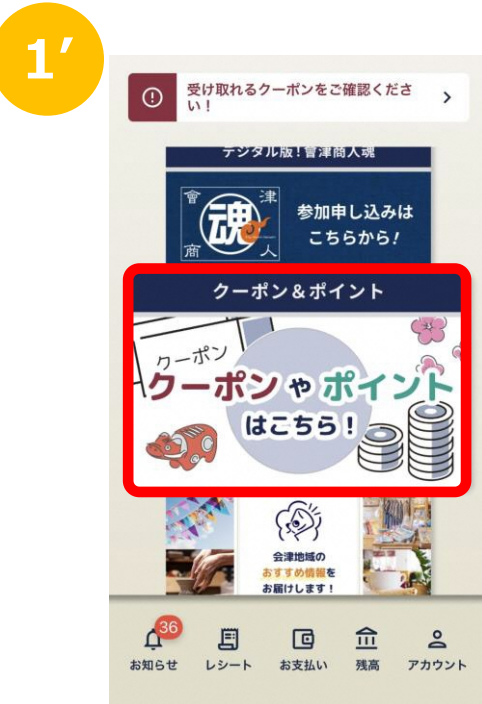 1′
受け取れるクーポンをご確認くださ
い！
デジタル版！會津商人魂
會
津
魂
商
人
参加申し込みは
こちらから！
クーポン＆ポイント
クーポン
クーポンやポイント
はこちら！
会津地域の
おすすめ情報を
お届けします！
36
お知らせ
レシート
お支払い
残高
アカウント